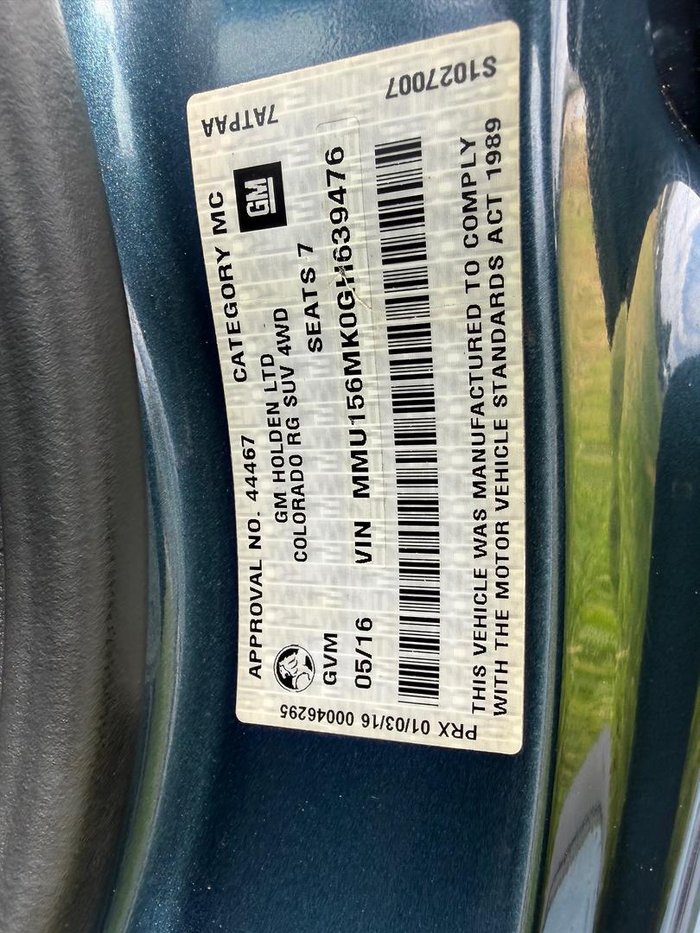 APPROVAL NO. 44467 CATEGORY MC
GM HOLDEN LTD
COLORADO RG SUV 4WD
GM
GVM SEATS 7
05/16 VIN MMU156MK0GH639476
THIS VEHICLE WAS MANUFACTURED TO COMPLY
WITH THE MOTOR VEHICLE STANDARDS ACT 1989
7ATPAA
S1027007
PRX 01/03/16 00046295